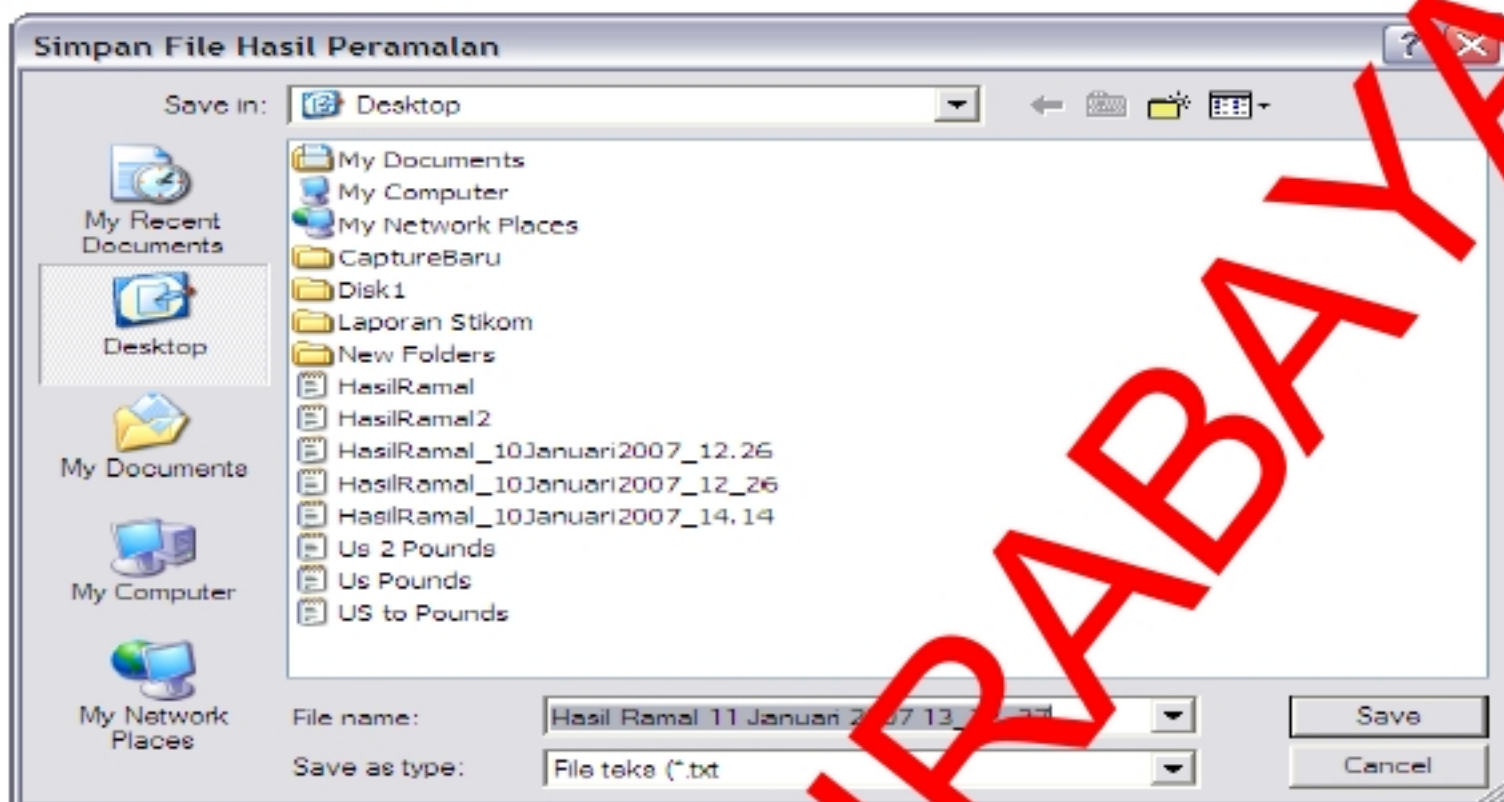 Simpan File Hasil Peramalan
Save in: Desktop
My Recent
Documents
Desktop
My Documents
My Computer
My Network
Places
My Documents
My Computer
My Network Places
CaptureBaru
Disk1
Laporan Stikom
New Folders
HasilRamal
HasilRamal2
HasilRamal_10Januari2007_12.26
HasilRamal_10Januari2007_12_26
HasilRamal_10Januari2007_14.14
Us 2 Pounds
Us Pounds
US to Pounds
File name: Hasil Ramal 11 Januari
Save
Save as type: File teks (*.txt
Cancel
RABAYA